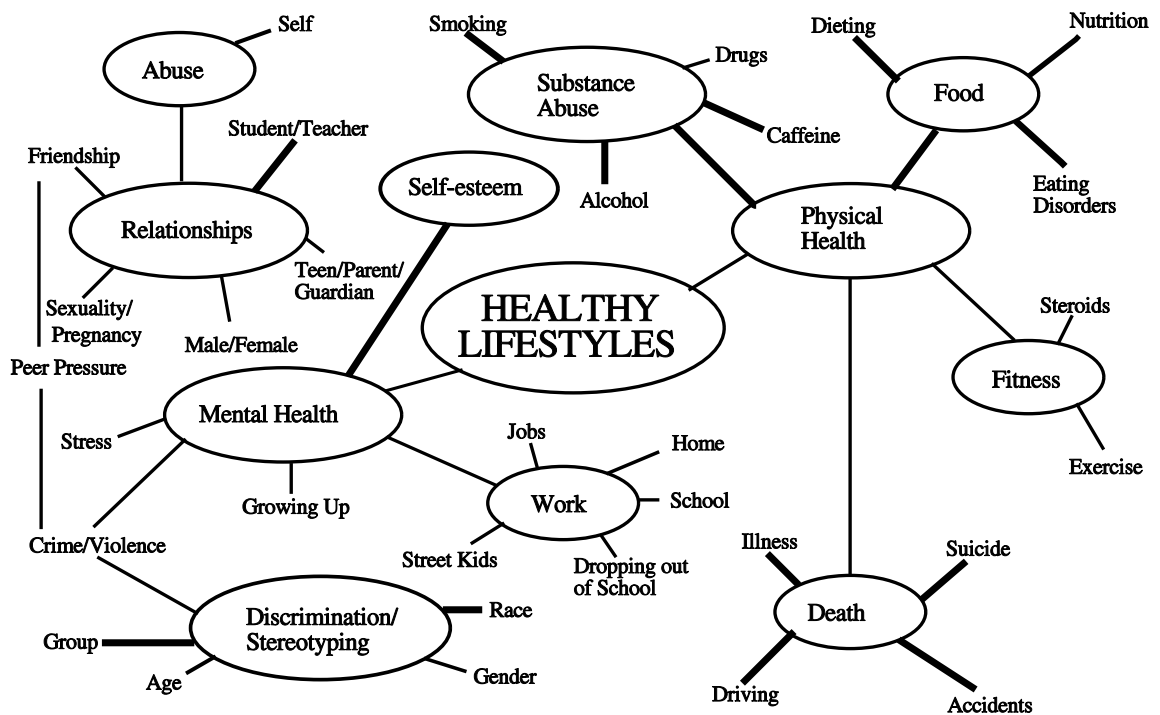 Self
Abuse
Smoking
Substance
Abuse
Drugs
Caffeine
Alcohol
Dieting
Nutrition
Food
Eating
Disorders
Student/Teacher
Friendship
Relationships
Teen/Parent/
Guardian
Sexuality/
Pregnancy
Male/Female
Peer Pressure
Self-esteem
Physical
Health
HEALTHY
LIFESTYLES
Steroids
Fitness
Exercise
Mental Health
Stress
Growing Up
Crime/Violence
Jobs
Home
Work
School
Street Kids
Dropping out
of School
Illness
Suicide
Death
Driving
Accidents
Discrimination/
Stereotyping
Race
Group
Age
Gender